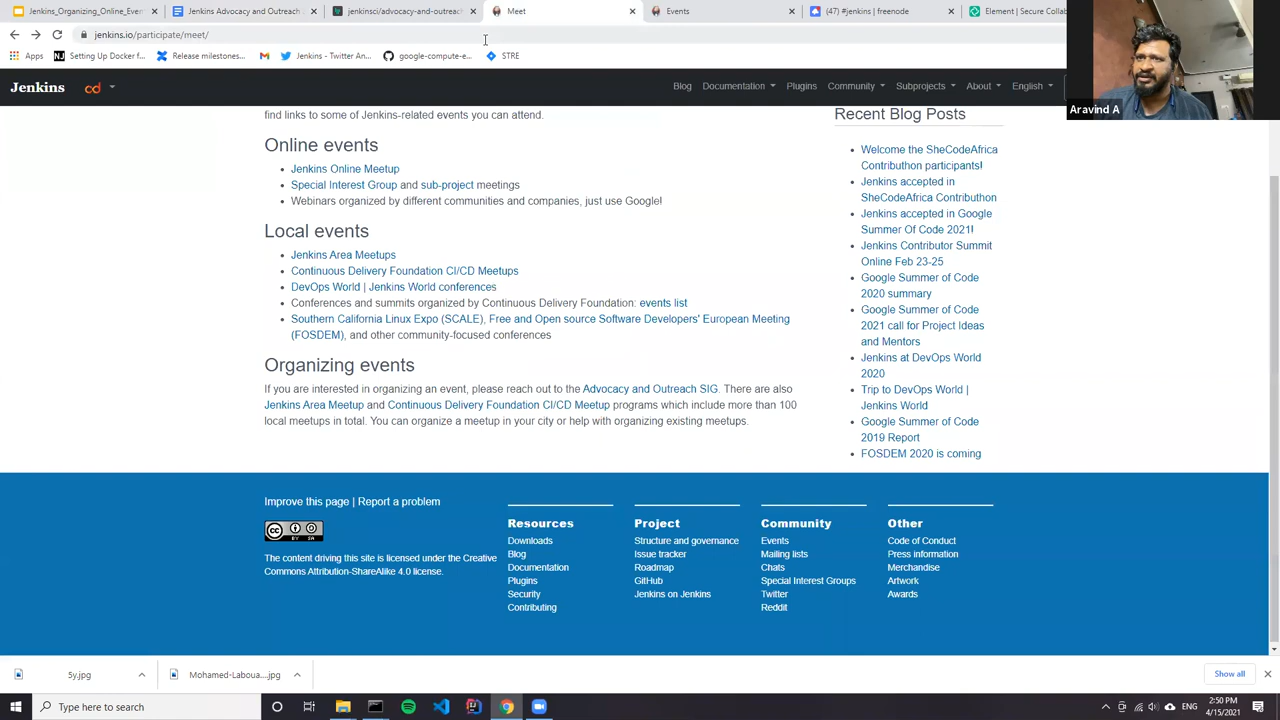 Jenkins_Organizing_Online_Even
Jenkins Advocacy and Outreach S
jenkinsci/advocacy-and-outreach
Meet
Events
(47) #jenkins | freenode
Element | Secure Collab
jenkins.io/participate/meet/
Apps
Setting Up Docker f...
Release milestones...
Jenkins - Twitter An...
google-compute-e...
STRE
Jenkins
Blog
Documentation
Plugins
Community
Subprojects
About
English
Aravind A
find links to some of Jenkins-related events you can attend.
Online events
Jenkins Online Meetup
Special Interest Group and sub-project meetings
Webinars organized by different communities and companies, just use Google!
Local events
Jenkins Area Meetups
Continuous Delivery Foundation CI/CD Meetups
DevOps World | Jenkins World conferences
Conferences and summits organized by Continuous Delivery Foundation: events list
Southern California Linux Expo (SCALE), Free and Open source Software Developers' European Meeting
(FOSDEM), and other community-focused conferences
Organizing events
If you are interested in organizing an event, please reach out to the Advocacy and Outreach SIG. There are also
Jenkins Area Meetup and Continuous Delivery Foundation CI/CD Meetup programs which include more than 100
local meetups in total. You can organize a meetup in your city or help with organizing existing meetups.
Recent Blog Posts
Welcome the SheCodeAfrica
Contributhon participants!
Jenkins accepted in
SheCodeAfrica Contributhon
Jenkins accepted in Google
Summer Of Code 2021!
Jenkins Contributor Summit
Online Feb 23-25
Google Summer of Code
2020 summary
Google Summer of Code
2021 call for Project Ideas
and Mentors
Jenkins at DevOps World
2020
Trip to DevOps World |
Jenkins World
Google Summer of Code
2019 Report
FOSDEM 2020 is coming
Improve this page | Report a problem
The content driving this site is licensed under the Creative
Commons Attribution-ShareAlike 4.0 license.
Resources
Downloads
Blog
Documentation
Plugins
Security
Contributing
Project
Structure and governance
Issue tracker
Roadmap
GitHub
Jenkins on Jenkins
Community
Events
Mailing lists
Chats
Special Interest Groups
Twitter
Reddit
Other
Code of Conduct
Press information
Merchandise
Artwork
Awards
5y.jpg
Mohamed-Laboua....jpg
Show all
Type here to search
2:50 PM
4/15/2021